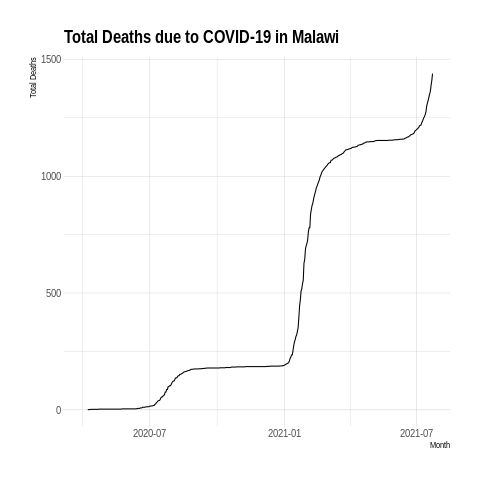 Total Deaths due to COVID-19 in Malawi
Total Deaths
1500
1000
500
0
2020-07
2021-01
2021-07
Month